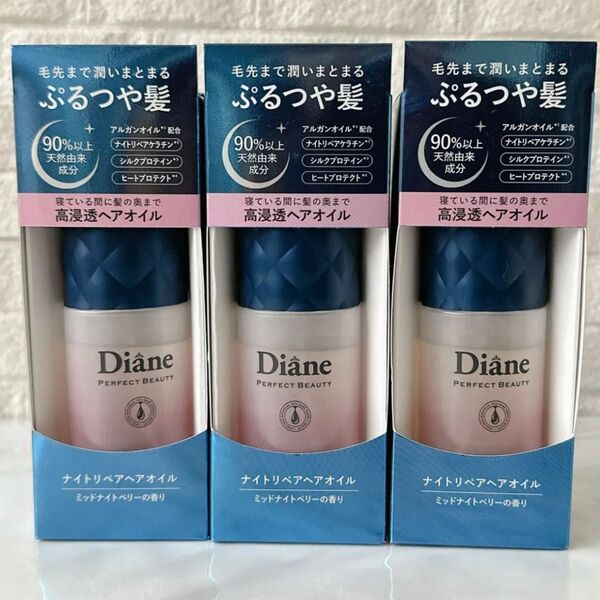 毛先まで潤いまとまる
ぷるつや髪
90%以上
天然由来
成分
アルガンオイル*¹配合
ナイトリペアケラチン*²
シルクプロテイン*³
ヒートプロテクト*⁴
寝ている間に髪の奥まで
高浸透ヘアオイル
Diane
PERFECT BEAUTY
ナイトリペアヘアオイル
ミッドナイトベリーの香り
毛先まで潤いまとまる
ぷるつや髪
90%以上
天然由来
成分
アルガンオイル*¹配合
ナイトリペアケラチン*²
シルクプロテイン*³
ヒートプロテクト*⁴
寝ている間に髪の奥まで
高浸透ヘアオイル
Diane
PERFECT BEAUTY
ナイトリペアヘアオイル
ミッドナイトベリーの香り
毛先まで潤いまとまる
ぷるつや髪
90%以上
天然由来
成分
アルガンオイル*¹配合
ナイトリペアケラチン*²
シルクプロテイン*³
ヒートプロテクト*⁴
寝ている間に髪の奥まで
高浸透ヘアオイル
Diane
PERFECT BEAUTY
ナイトリペアヘアオイル
ミッドナイトベリーの香り